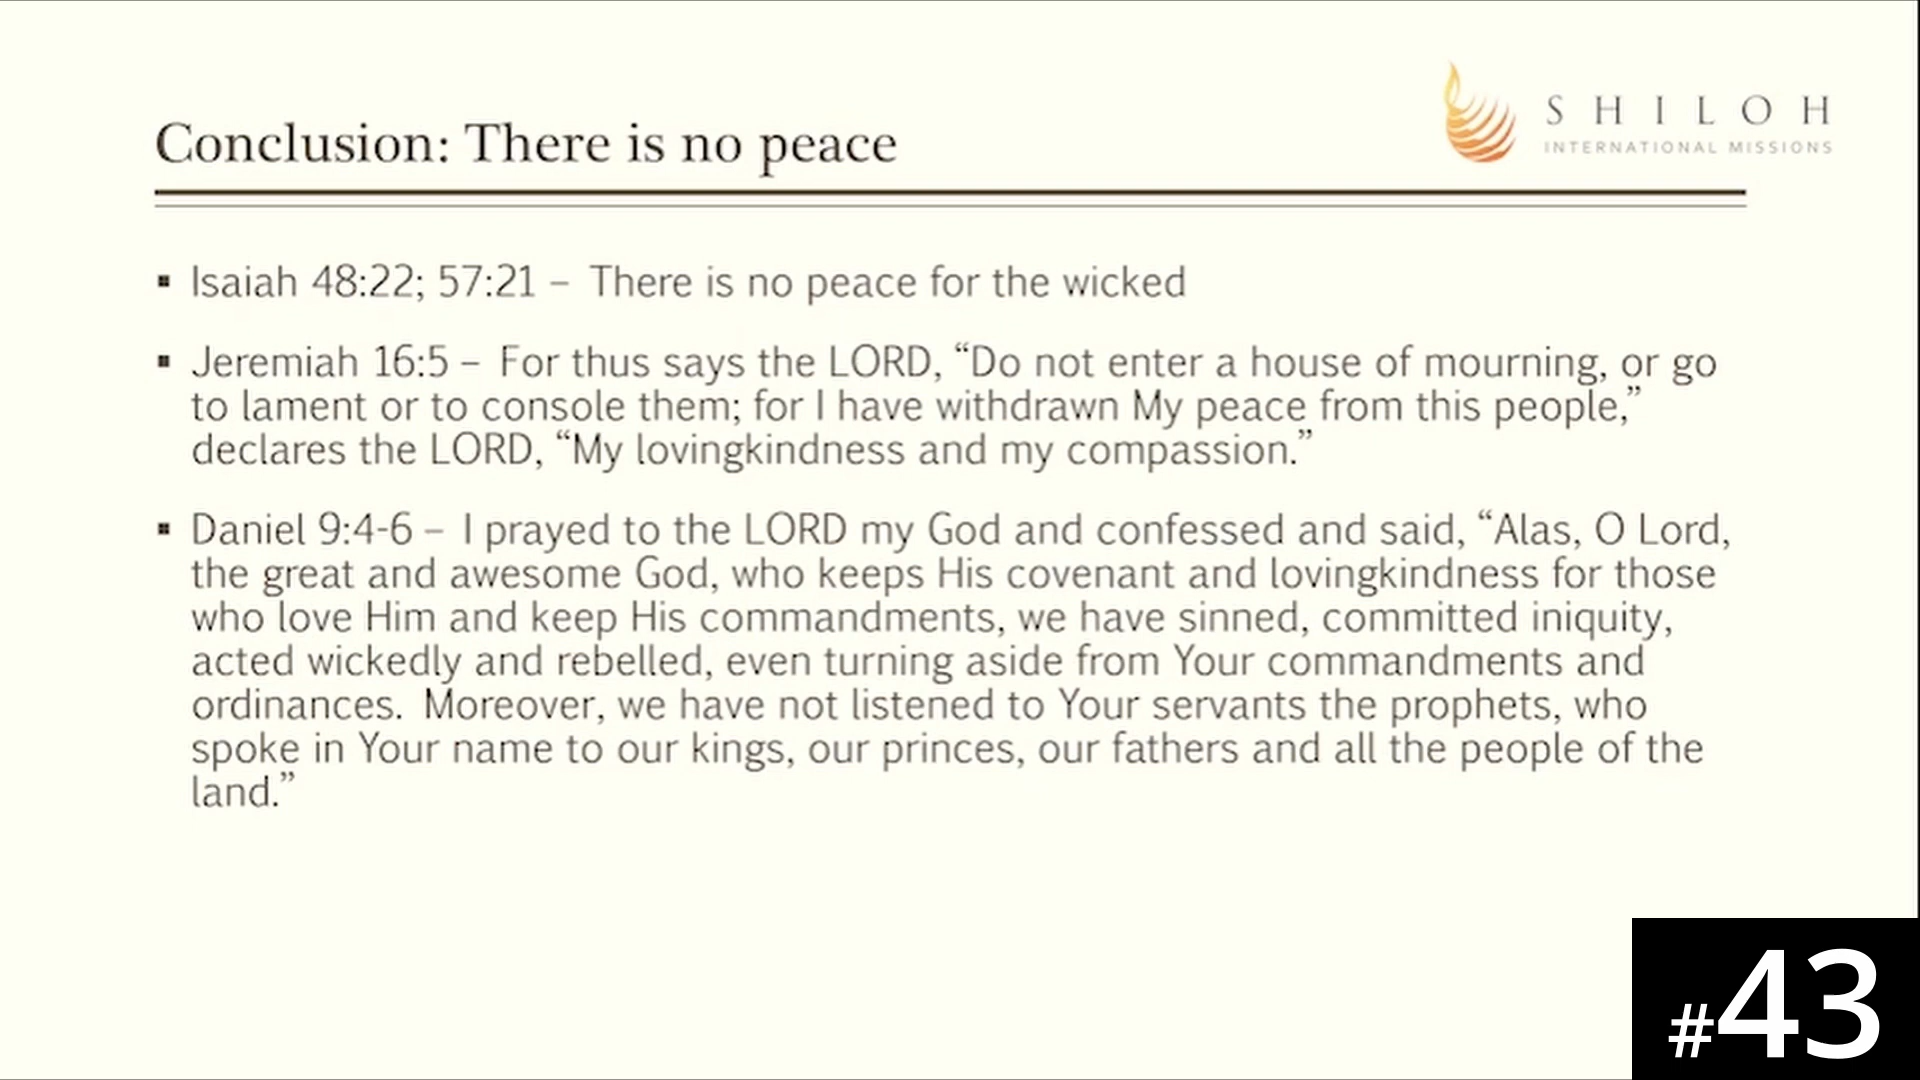 Conclusion: There is no peace
SHILOH
INTERNATIONAL MISSIONS
▪ Isaiah 48:22; 57:21 – There is no peace for the wicked
▪ Jeremiah 16:5 – For thus says the LORD, “Do not enter a house of mourning, or go
to lament or to console them; for I have withdrawn My peace from this people,”
declares the LORD, “My lovingkindness and my compassion.”
▪ Daniel 9:4-6 – I prayed to the LORD my God and confessed and said, “Alas, O Lord,
the great and awesome God, who keeps His covenant and lovingkindness for those
who love Him and keep His commandments, we have sinned, committed iniquity,
acted wickedly and rebelled, even turning aside from Your commandments and
ordinances. Moreover, we have not listened to Your servants the prophets, who
spoke in Your name to our kings, our princes, our fathers and all the people of the
land.”
#43